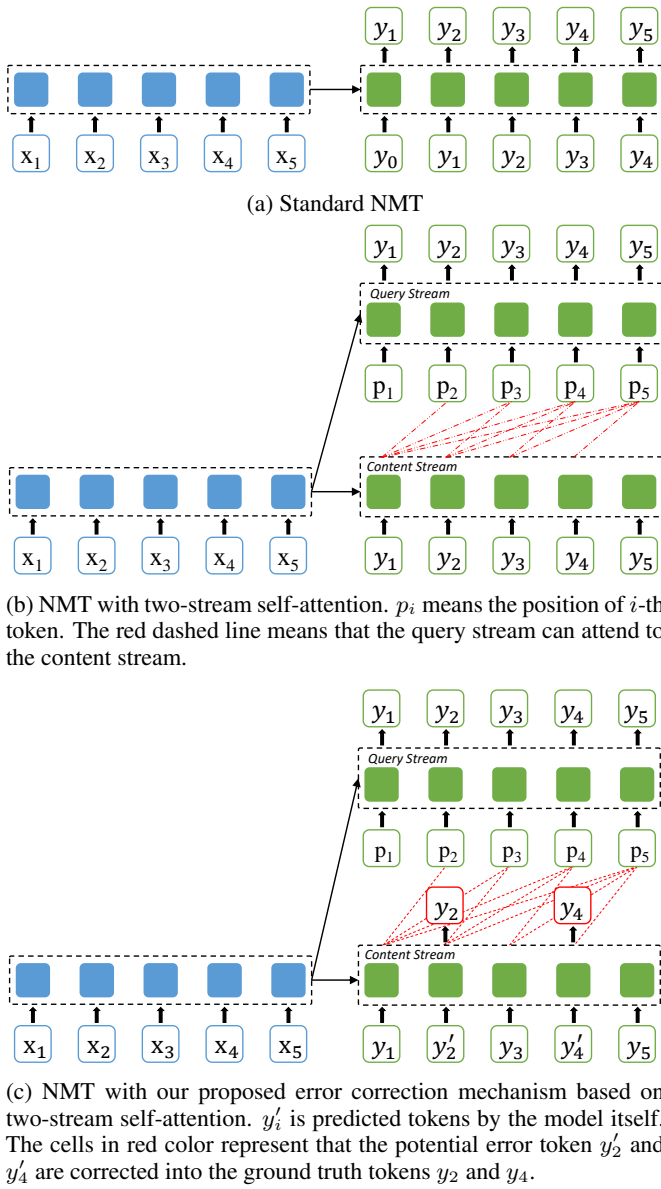 y₁ y₂ y₃ y₄ y₅
x₁ x₂ x₃ x₄ x₅ y₀ y₁ y₂ y₃ y₄
(a) Standard NMT
y₁ y₂ y₃ y₄ y₅
Query Stream
p₁ p₂ p₃ p₄ p₅
Content Stream
x₁ x₂ x₃ x₄ x₅ y₁ y₂ y₃ y₄ y₅
(b) NMT with two-stream self-attention. pᵢ means the position of i-th
token. The red dashed line means that the query stream can attend to
the content stream.
y₁ y₂ y₃ y₄ y₅
Query Stream
p₁ p₂ p₃ p₄ p₅
y₂ y₄
Content Stream
x₁ x₂ x₃ x₄ x₅ y₁ y′₂ y₃ y′₄ y₅
(c) NMT with our proposed error correction mechanism based on
two-stream self-attention. y′ᵢ is predicted tokens by the model itself.
The cells in red color represent that the potential error token y′₂ and
y′₄ are corrected into the ground truth tokens y₂ and y₄.